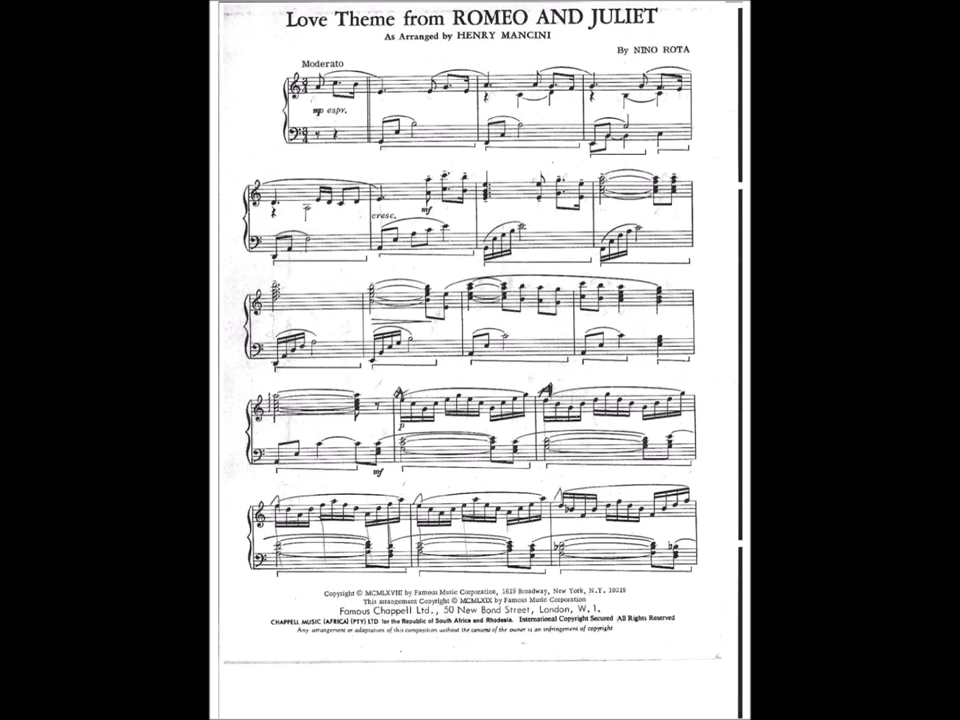 Love Theme from ROMEO AND JULIET
As Arranged by HENRY MANCINI
By NINO ROTA
Moderato
mp espr.
cresc.
mf
p
mf
Copyright © MCMLXVIII by Famous Music Corporation, 1619 Broadway, New York, N.Y. 10019
This arrangement Copyright © MCMLXIX by Famous Music Corporation
Famous Chappell Ltd., 50 New Bond Street, London, W.1.
CHAPPELL MUSIC (AFRICA) (PTY) LTD for the Republic of South Africa and Rhodesia. International Copyright Secured All Rights Reserved
Any arrangement or adaptation of this composition without the consent of the owner is an infringement of copyright